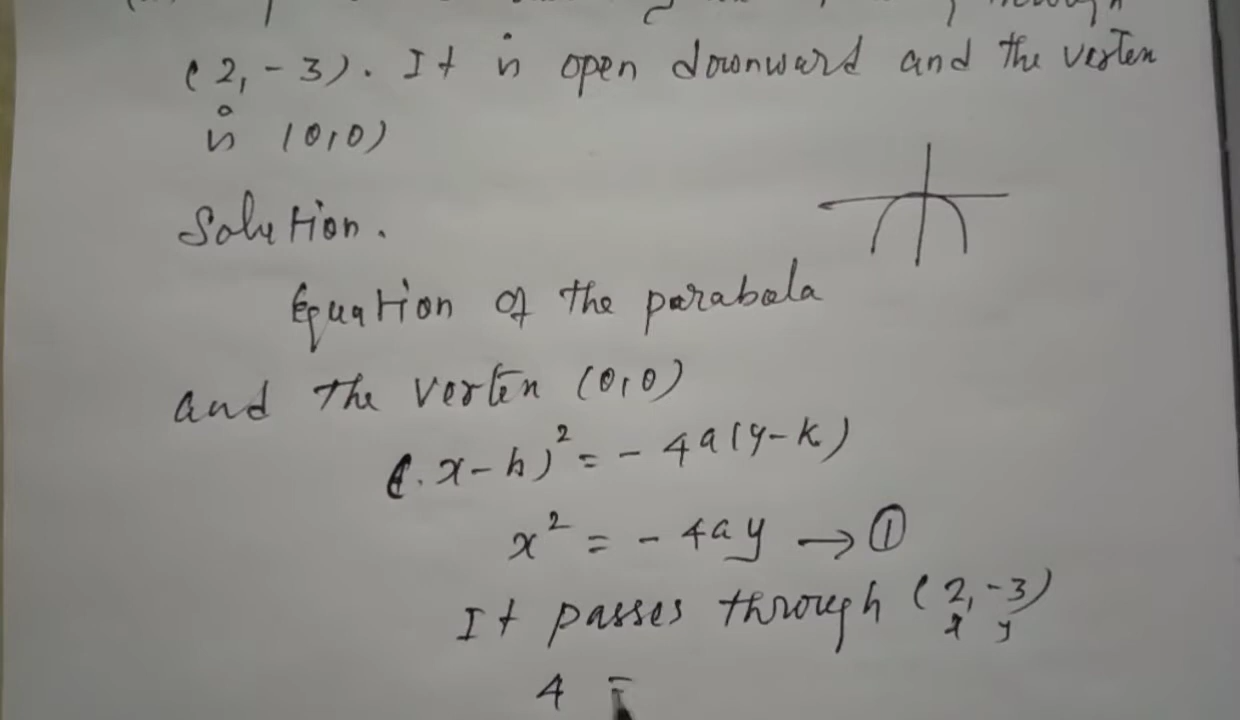 (2, -3). It is open downward and the vertex
is (0,0)
Solution.
Equation of the parabola
and the vertex (0,0)
(x-h)² = -4a(y-k)
x² = -4ay → ①
It passes through (2, -3)
x y
4 =